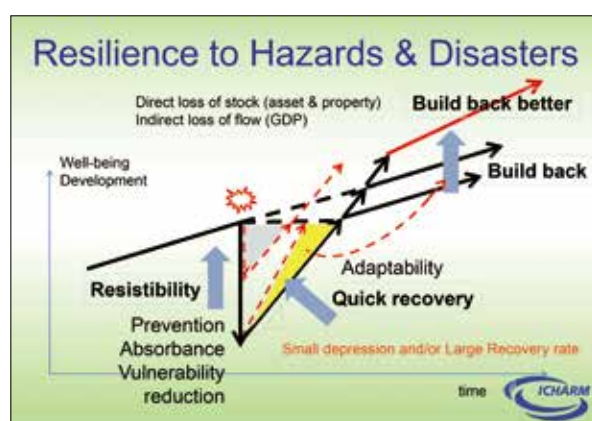 Resilience to Hazards & Disasters
Direct loss of stock (asset & property)
Indirect loss of flow (GDP)
Build back better
Well-being
Development
Build back
Adaptability
Resistibility
Quick recovery
Prevention
Absorbance
Vulnerability
reduction
Small depression and/or Large Recovery rate
time
ICHARM